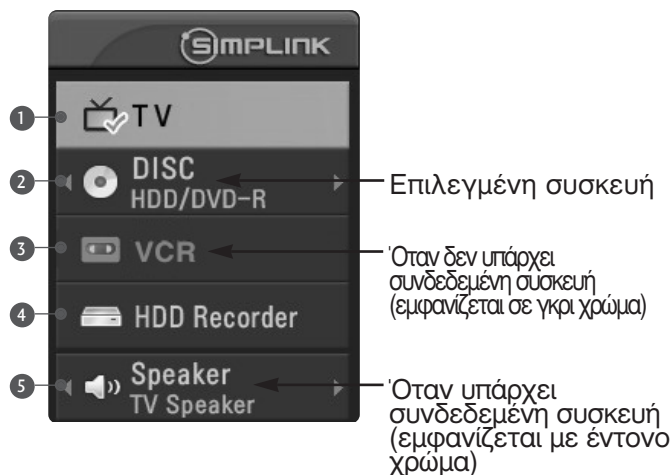 SIMPLINK
1 TV
2 DISC
HDD/DVD-R
Επιλεγμένη συσκευή
3 VCR
Όταν δεν υπάρχει
συνδεδεμένη συσκευή
(εμφανίζεται σε γκρι χρώμα)
4 HDD Recorder
5 Speaker
TV Speaker
Όταν υπάρχει
συνδεδεμένη συσκευή
(εμφανίζεται με έντονο
χρώμα)